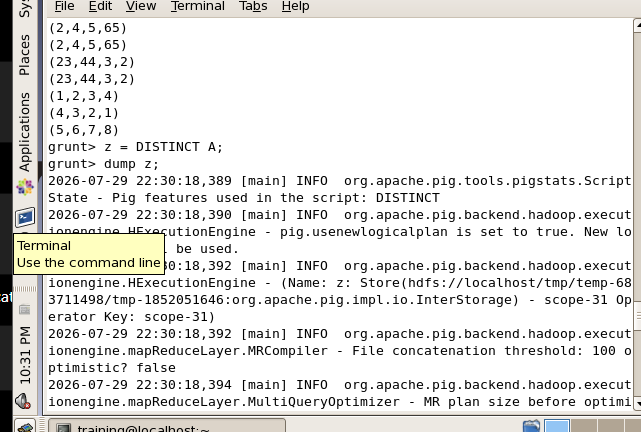 File Edit View Terminal Tabs Help
(2,4,5,65)
(2,4,5,65)
(23,44,3,2)
(23,44,3,2)
(1,2,3,4)
(4,3,2,1)
(5,6,7,8)
grunt> z = DISTINCT A;
grunt> dump z;
2026-07-29 22:30:18,389 [main] INFO  org.apache.pig.tools.pigstats.Script
State - Pig features used in the script: DISTINCT
2026-07-29 22:30:18,390 [main] INFO  org.apache.pig.backend.hadoop.execut
ionengine.HExecutionEngine - pig.usenewlogicalplan is set to true. New lo
be used.
:18,392 [main] INFO  org.apache.pig.backend.hadoop.execut
ionengine.HExecutionEngine - (Name: z: Store(hdfs://localhost/tmp/temp-68
3711498/tmp-1852051646:org.apache.pig.impl.io.InterStorage) - scope-31 Op
erator Key: scope-31)
2026-07-29 22:30:18,392 [main] INFO  org.apache.pig.backend.hadoop.execut
ionengine.mapReduceLayer.MRCompiler - File concatenation threshold: 100 o
ptimistic? false
2026-07-29 22:30:18,394 [main] INFO  org.apache.pig.backend.hadoop.execut
ionengine.mapReduceLayer.MultiQueryOptimizer - MR plan size before optimi
Terminal
Use the command line
Sy
Places
Applications
10:31 PM
training@localhost:~